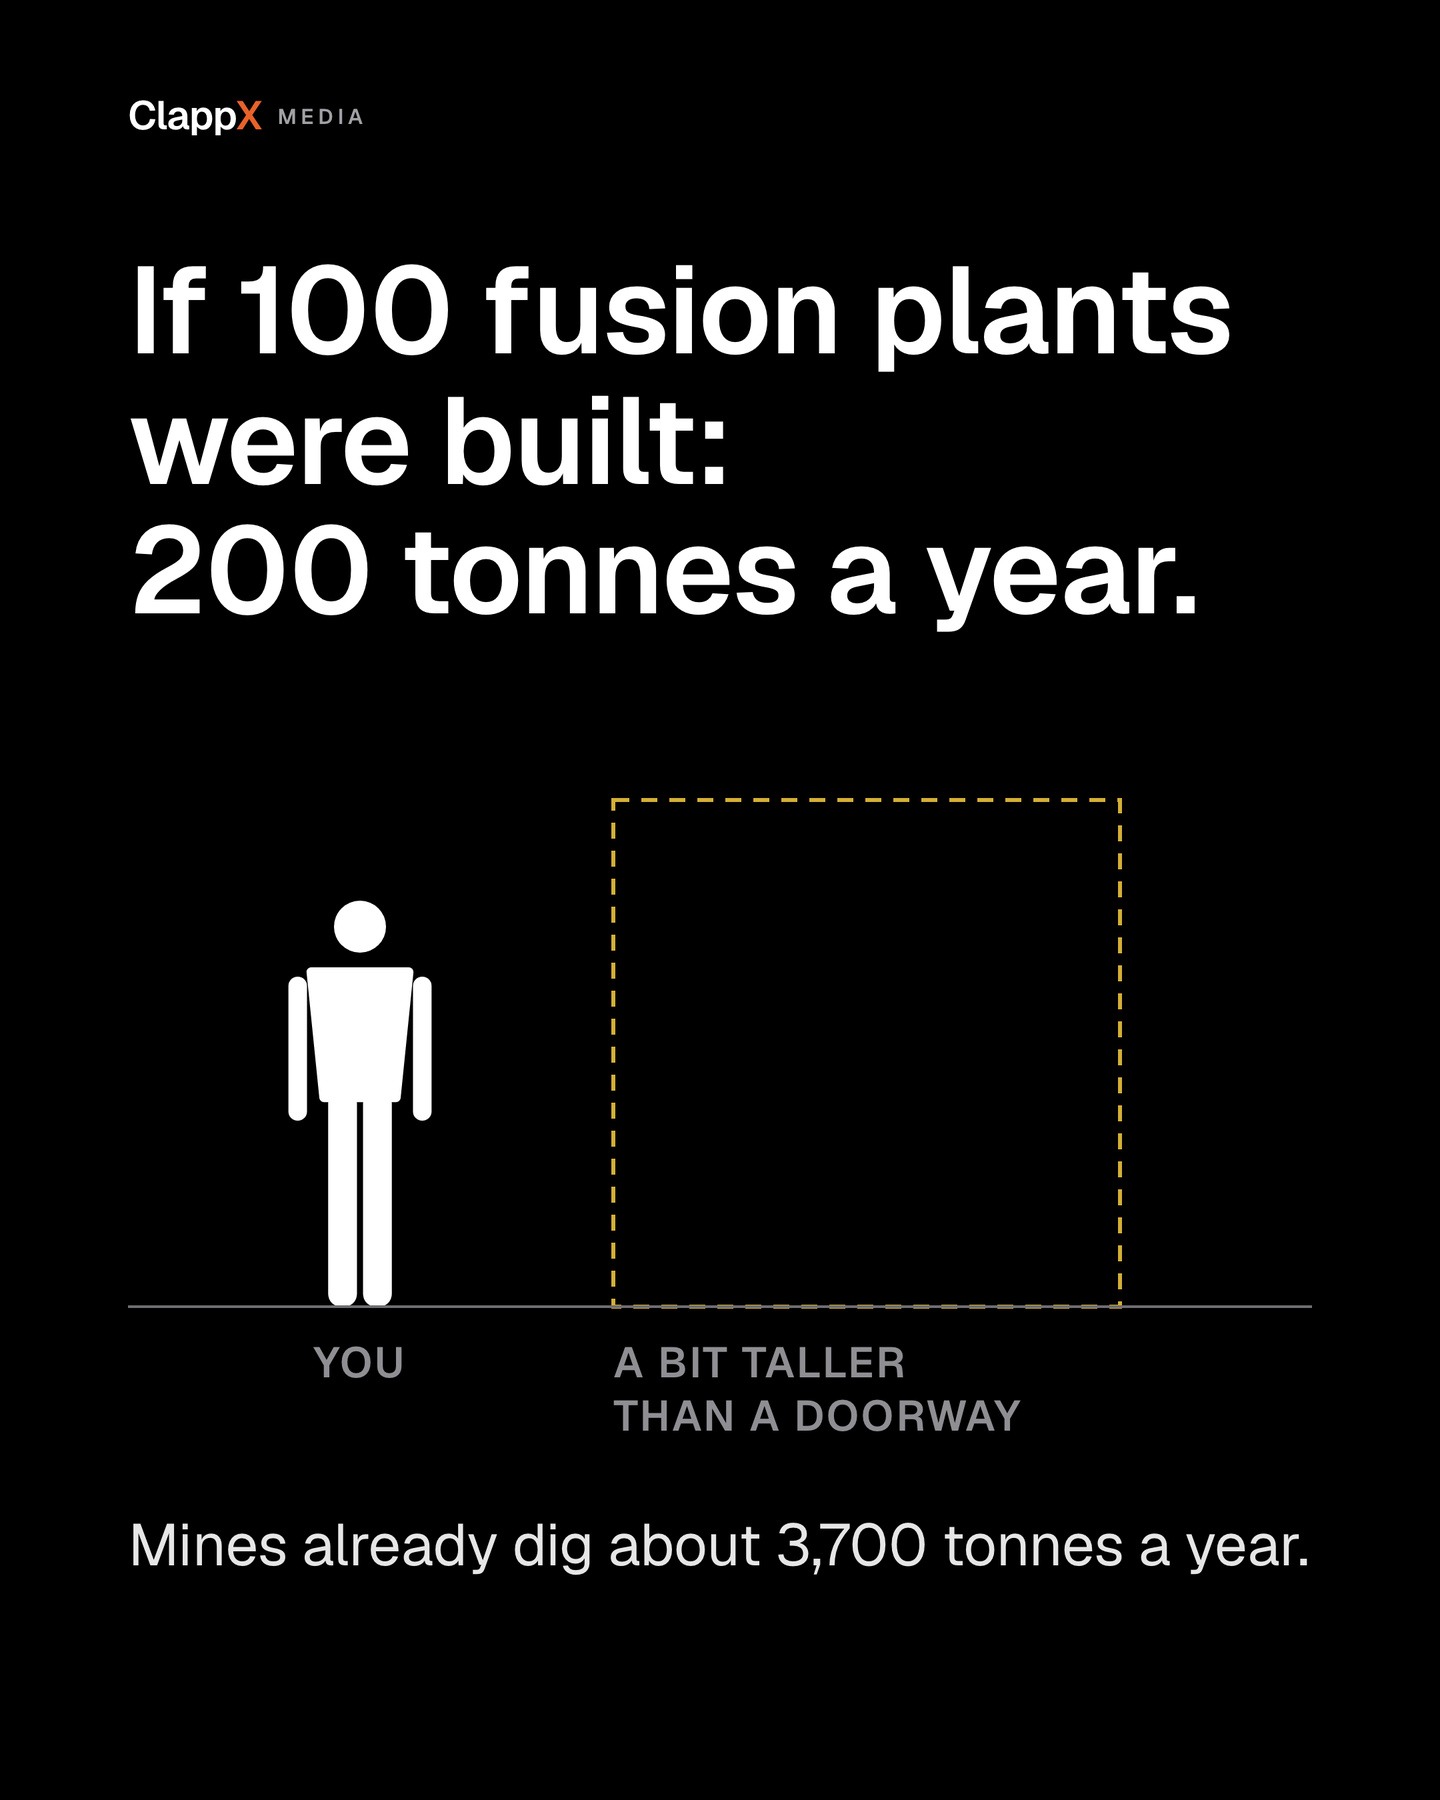 ClappX MEDIA
If 100 fusion plants
were built:
200 tonnes a year.
YOU
A BIT TALLER
THAN A DOORWAY
Mines already dig about 3,700 tonnes a year.